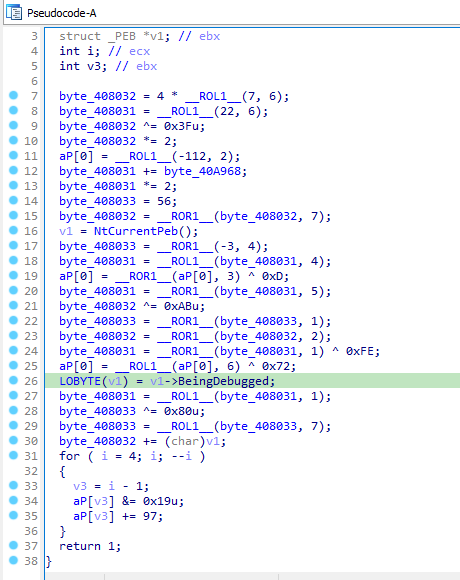 Pseudocode-A
3 struct _PEB *v1; // ebx
4 int i; // ecx
5 int v3; // ebx
6
7 byte_408032 = 4 * __ROL1__(7, 6);
8 byte_408031 = __ROL1__(22, 6);
9 byte_408032 ^= 0x3Fu;
10 byte_408032 *= 2;
11 aP[0] = __ROL1__(-112, 2);
12 byte_408031 += byte_40A968;
13 byte_408031 *= 2;
14 byte_408033 = 56;
15 byte_408032 = __ROR1__(byte_408032, 7);
16 v1 = NtCurrentPeb();
17 byte_408033 = __ROR1__(-3, 4);
18 byte_408031 = __ROL1__(byte_408031, 4);
19 aP[0] = __ROR1__(aP[0], 3) ^ 0xD;
20 byte_408031 = __ROR1__(byte_408031, 5);
21 byte_408032 ^= 0xABu;
22 byte_408033 = __ROR1__(byte_408033, 1);
23 byte_408032 = __ROR1__(byte_408032, 2);
24 byte_408031 = __ROR1__(byte_408031, 1) ^ 0xFE;
25 aP[0] = __ROL1__(aP[0], 6) ^ 0x72;
26 LOBYTE(v1) = v1->BeingDebugged;
27 byte_408031 = __ROL1__(byte_408031, 1);
28 byte_408033 ^= 0x80u;
29 byte_408033 = __ROR1__(byte_408033, 7);
30 byte_408032 += (char)v1;
31 for ( i = 4; i; --i )
32 {
33 v3 = i - 1;
34 aP[v3] &= 0x19u;
35 aP[v3] += 97;
36 }
37 return 1;
38 }